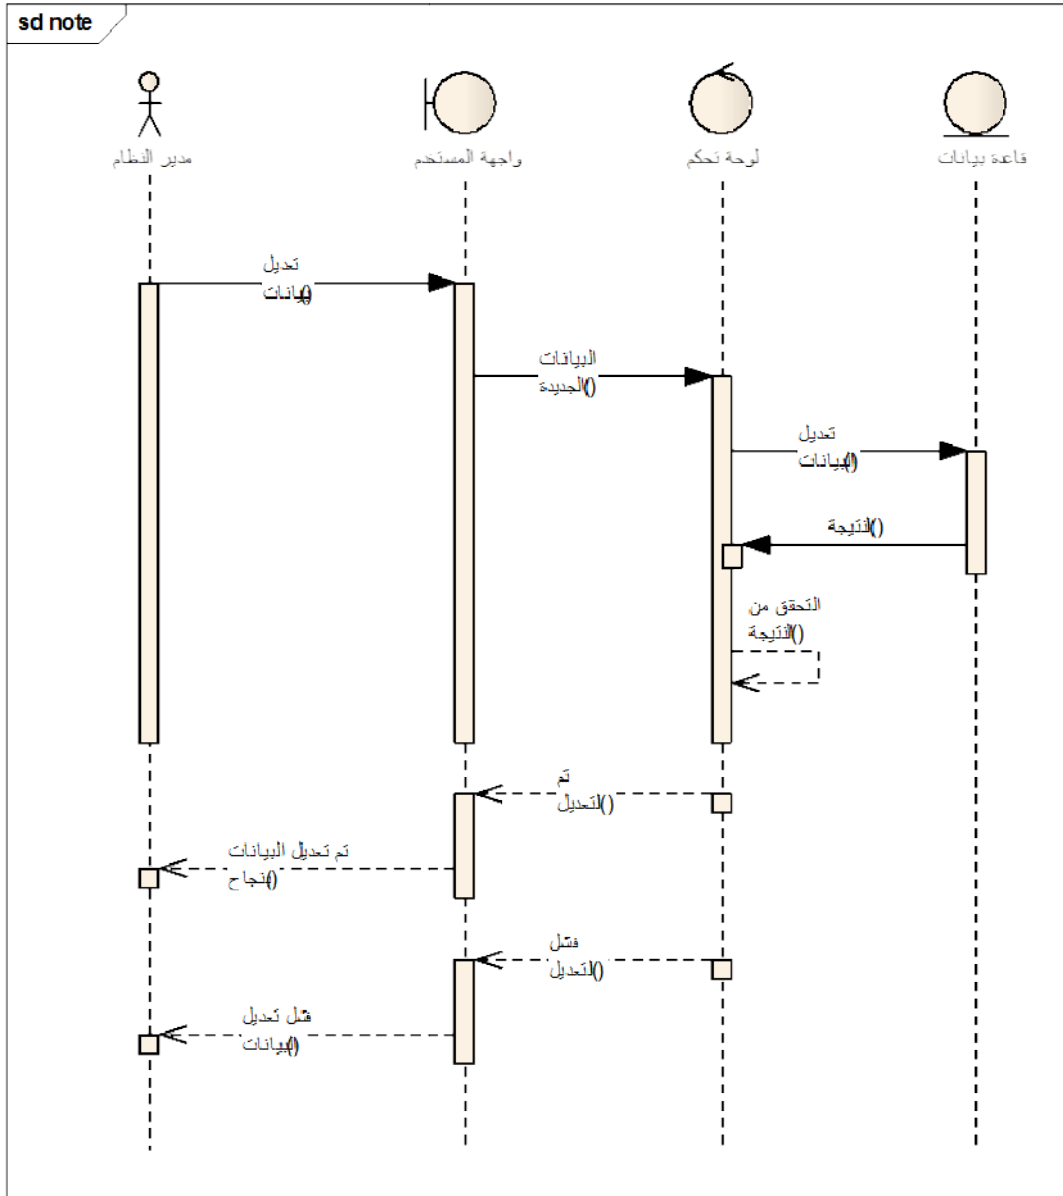 sd note
مدير النظام
واجهة المستخدم
لوحة تحكم
قاعدة بيانات
تعديل
بيانات()
البيانات
الجديدة()
تعديل
البيانات()
النتيجة()
التحقق من
النتيجة()
تم
التعديل()
تم تعديل البيانات
بنجاح()
فشل
التعديل()
فشل تعديل
البيانات()